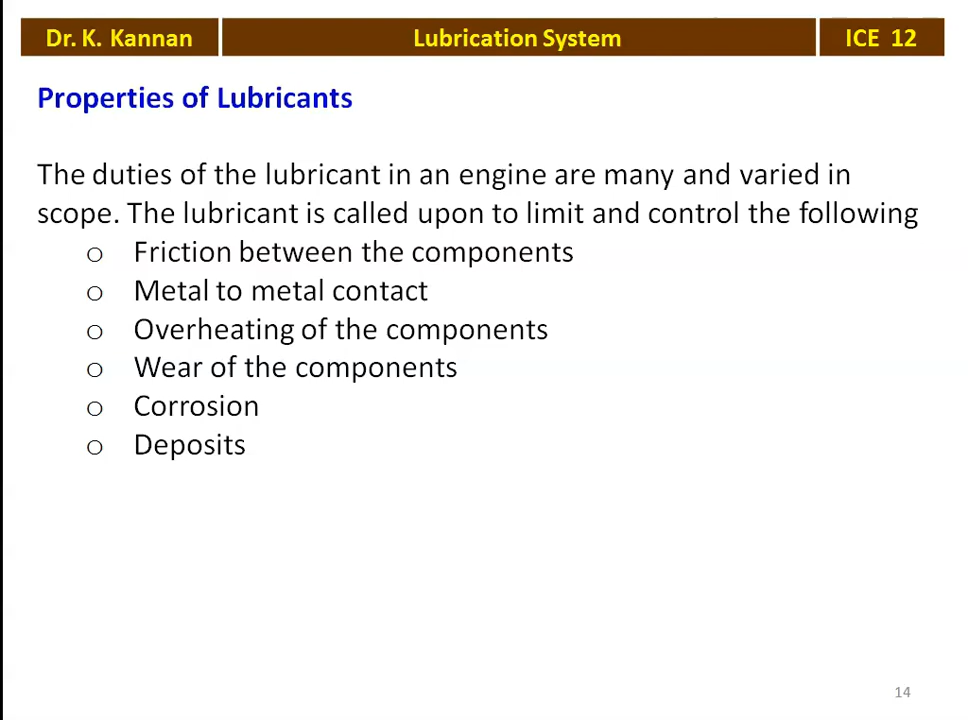 Dr. K. Kannan
Lubrication System
ICE 12
Properties of Lubricants
The duties of the lubricant in an engine are many and varied in
scope. The lubricant is called upon to limit and control the following
o Friction between the components
o Metal to metal contact
o Overheating of the components
o Wear of the components
o Corrosion
o Deposits
14